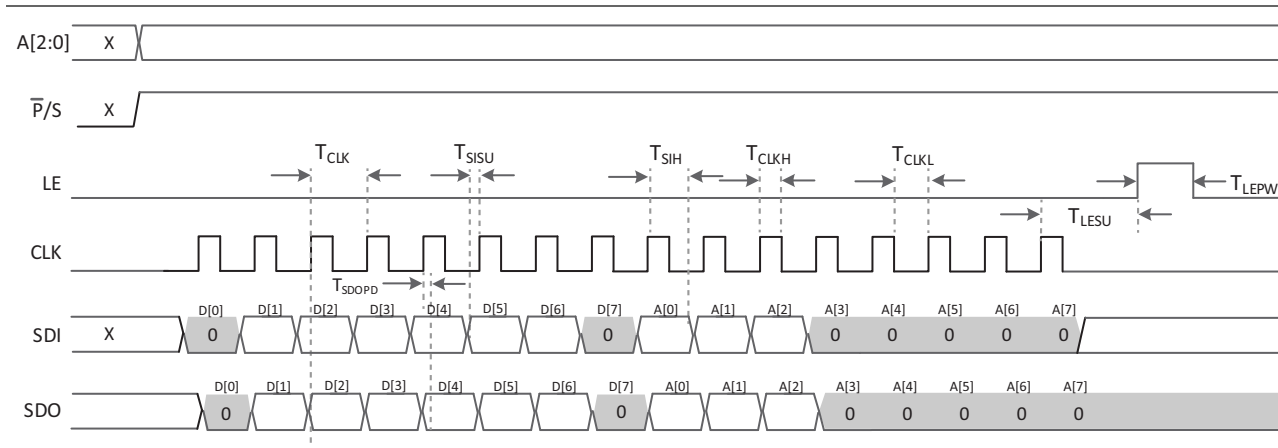 A[2:0] X
P̅/S X
T_CLK T_SISU T_SIH T_CLKH T_CLKL
LE T_LEPW
T_LESU
CLK
T_SDOPD
D[0] D[1] D[2] D[3] D[4] D[5] D[6] D[7] A[0] A[1] A[2] A[3] A[4] A[5] A[6] A[7]
SDI X 0 0 0 0 0 0 0
D[0] D[1] D[2] D[3] D[4] D[5] D[6] D[7] A[0] A[1] A[2] A[3] A[4] A[5] A[6] A[7]
SDO 0 0 0 0 0 0 0